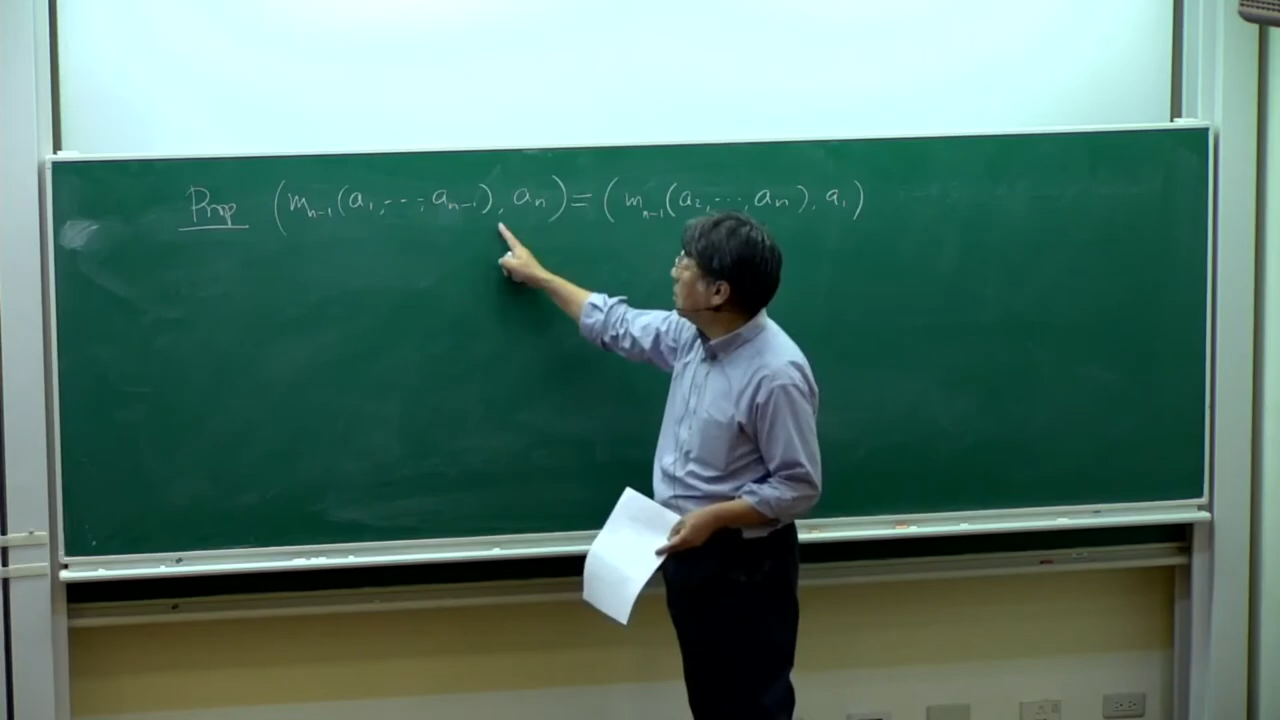 Prop (m_{n-1}(a_1, ..., a_{n-1}), a_n) = (m_{n-1}(a_2, ..., a_n), a_1)